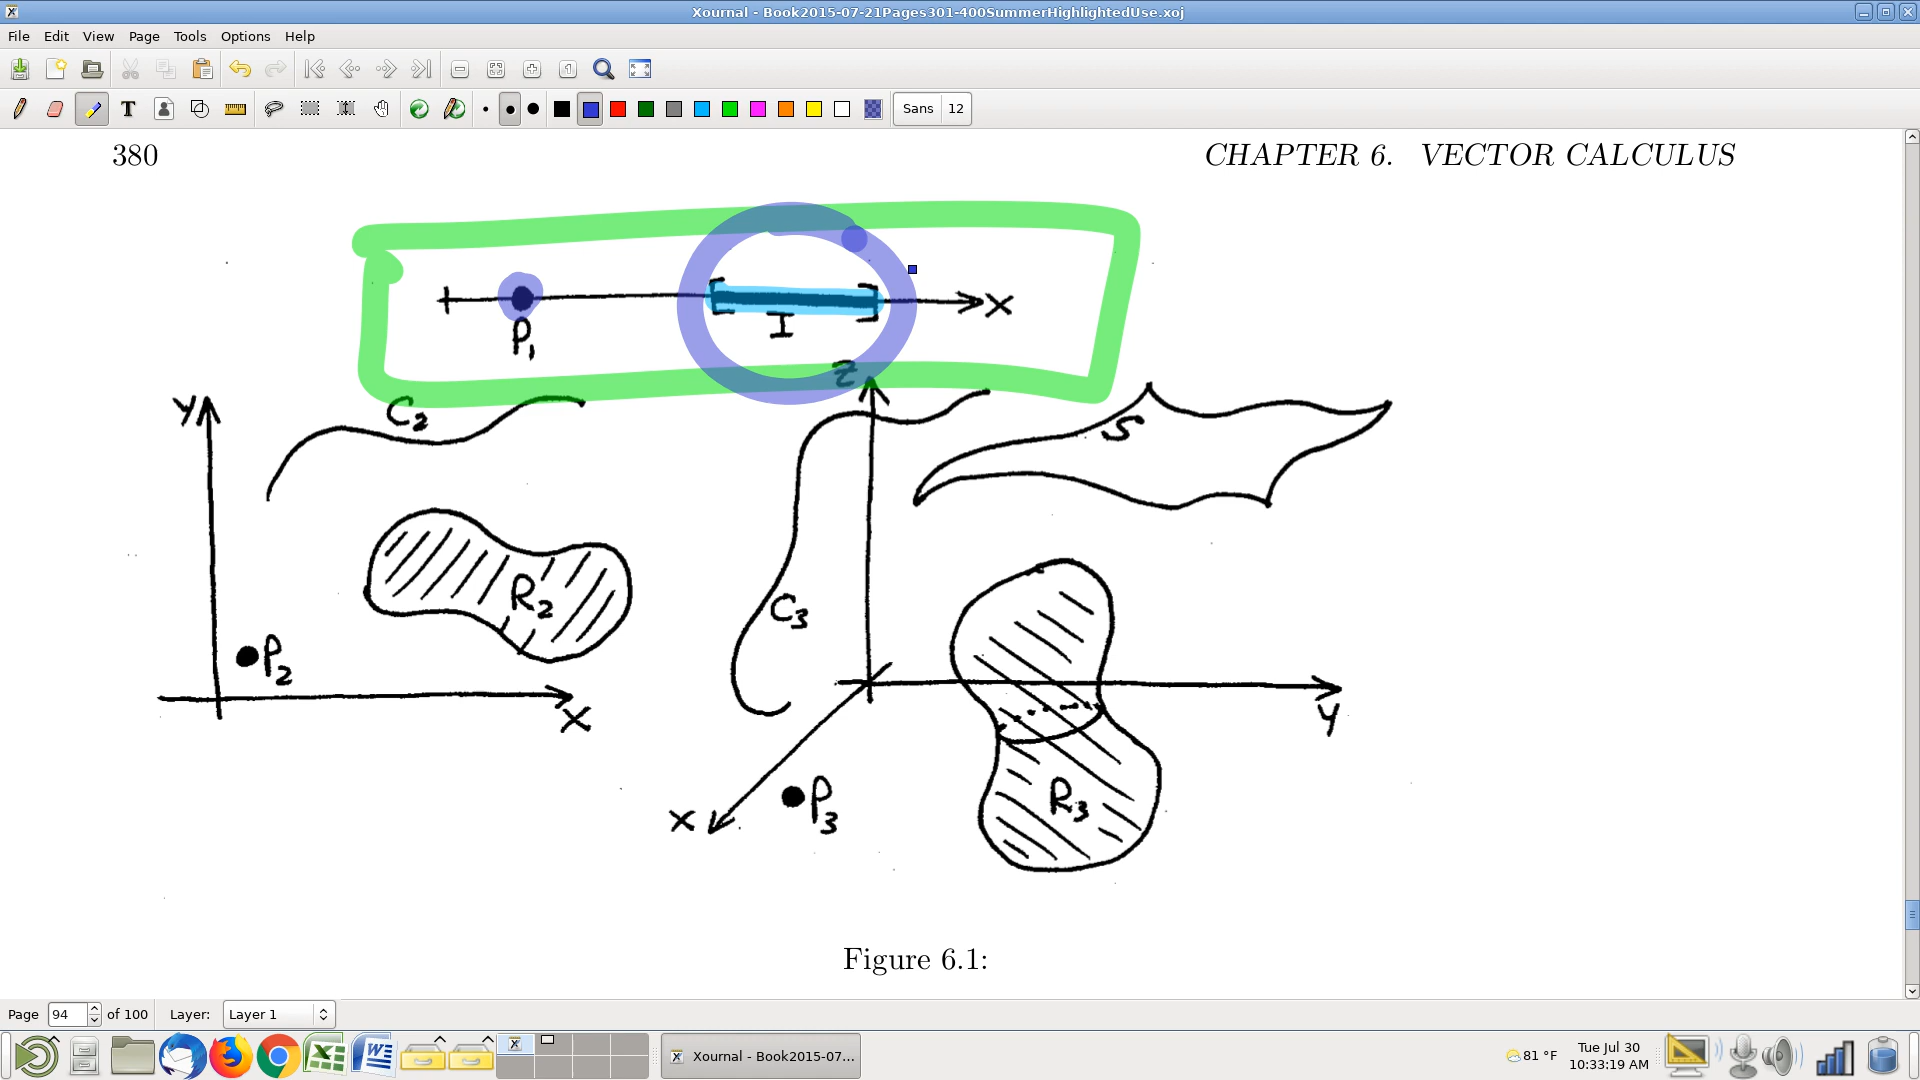 Xournal - Book2015-07-21Pages301-400SummerHighlightedUse.xoj
File Edit View Page Tools Options Help
Sans 12
380 CHAPTER 6. VECTOR CALCULUS
P1 I X
Y C2 Z S
R2 C3
P2
X Y
X P3 R3
Figure 6.1:
Page 94 of 100 Layer: Layer 1
Xournal - Book2015-07... 81 °F Tue Jul 30
10:33:19 AM